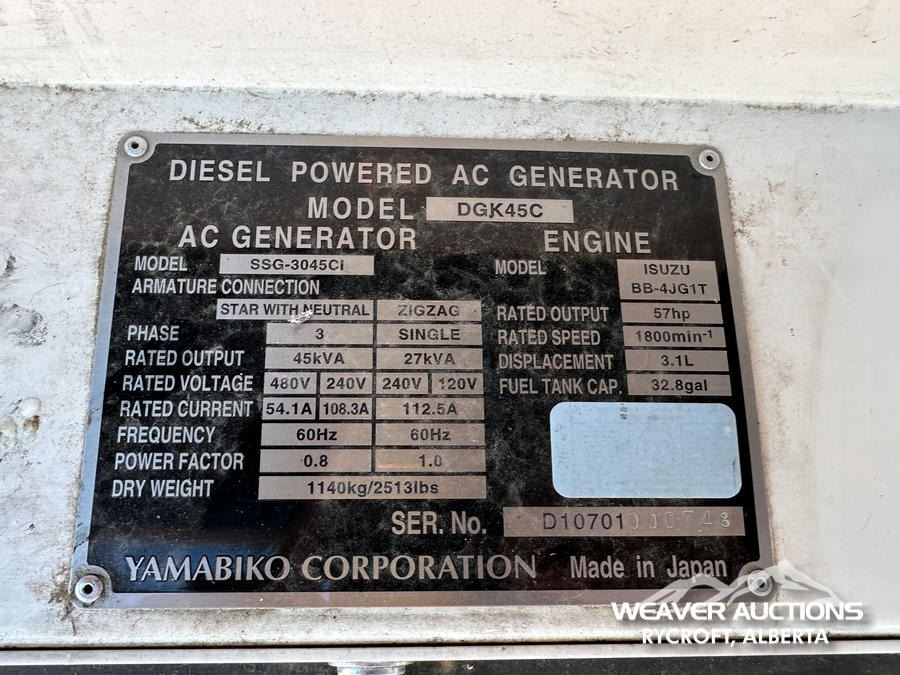 DIESEL POWERED AC GENERATOR
MODEL DGK45C
AC GENERATOR
MODEL SSG-3045CI
ARMATURE CONNECTION
STAR WITH NEUTRAL ZIGZAG
PHASE 3 SINGLE
RATED OUTPUT 45kVA 27kVA
RATED VOLTAGE 480V 240V 240V 120V
RATED CURRENT 54.1A 108.3A 112.5A
FREQUENCY 60Hz 60Hz
POWER FACTOR 0.8 1.0
DRY WEIGHT 1140kg/2513lbs
ENGINE
MODEL ISUZU
BB-4JG1T
RATED OUTPUT 57hp
RATED SPEED 1800min⁻¹
DISPLACEMENT 3.1L
FUEL TANK CAP. 32.8gal
SER. No. D10701000748
YAMABIKO CORPORATION Made in Japan
WEAVER AUCTIONS
RYCROFT, ALBERTA